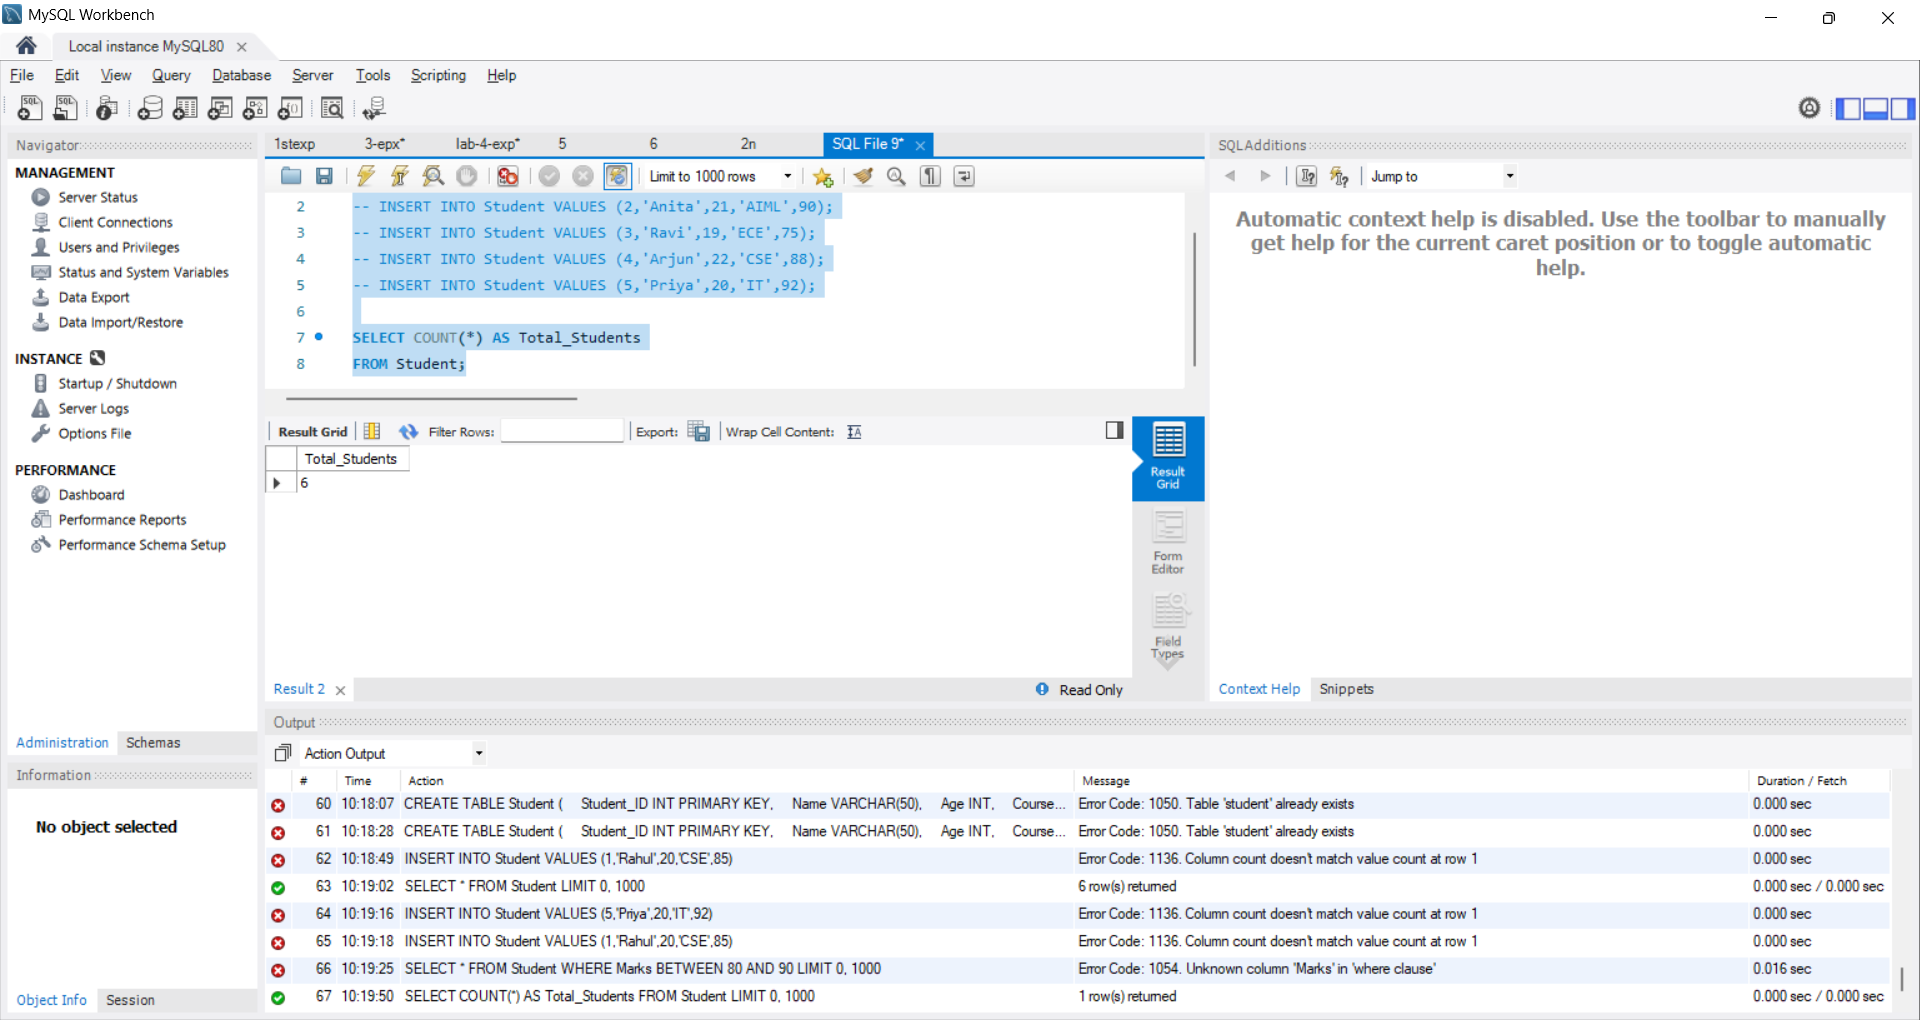 MySQL Workbench
Local instance MySQL80
File Edit View Query Database Server Tools Scripting Help
Navigator
MANAGEMENT
Server Status
Client Connections
Users and Privileges
Status and System Variables
Data Export
Data Import/Restore
INSTANCE
Startup / Shutdown
Server Logs
Options File
PERFORMANCE
Dashboard
Performance Reports
Performance Schema Setup
Administration Schemas
Information
No object selected
Object Info Session
1stexp 3-epx* lab-4-exp* 5 6 2n SQL File 9*
Limit to 1000 rows
2 -- INSERT INTO Student VALUES (2,'Anita',21,'AIML',90);
3 -- INSERT INTO Student VALUES (3,'Ravi',19,'ECE',75);
4 -- INSERT INTO Student VALUES (4,'Arjun',22,'CSE',88);
5 -- INSERT INTO Student VALUES (5,'Priya',20,'IT',92);
6
7 SELECT COUNT(*) AS Total_Students
8 FROM Student;
Result Grid Filter Rows: Export: Wrap Cell Content:
Total_Students
6
Result Grid
Form Editor
Field Types
Result 2 Read Only
SQLAdditions
Jump to
Automatic context help is disabled. Use the toolbar to manually
get help for the current caret position or to toggle automatic
help.
Context Help Snippets
Output
Action Output
# Time Action Message Duration / Fetch
60 10:18:07 CREATE TABLE Student ( Student_ID INT PRIMARY KEY, Name VARCHAR(50), Age INT, Course... Error Code: 1050. Table 'student' already exists 0.000 sec
61 10:18:28 CREATE TABLE Student ( Student_ID INT PRIMARY KEY, Name VARCHAR(50), Age INT, Course... Error Code: 1050. Table 'student' already exists 0.000 sec
62 10:18:49 INSERT INTO Student VALUES (1,'Rahul',20,'CSE',85) Error Code: 1136. Column count doesn't match value count at row 1 0.000 sec
63 10:19:02 SELECT * FROM Student LIMIT 0, 1000 6 row(s) returned 0.000 sec / 0.000 sec
64 10:19:16 INSERT INTO Student VALUES (5,'Priya',20,'IT',92) Error Code: 1136. Column count doesn't match value count at row 1 0.000 sec
65 10:19:18 INSERT INTO Student VALUES (1,'Rahul',20,'CSE',85) Error Code: 1136. Column count doesn't match value count at row 1 0.000 sec
66 10:19:25 SELECT * FROM Student WHERE Marks BETWEEN 80 AND 90 LIMIT 0, 1000 Error Code: 1054. Unknown column 'Marks' in 'where clause' 0.016 sec
67 10:19:50 SELECT COUNT(*) AS Total_Students FROM Student LIMIT 0, 1000 1 row(s) returned 0.000 sec / 0.000 sec